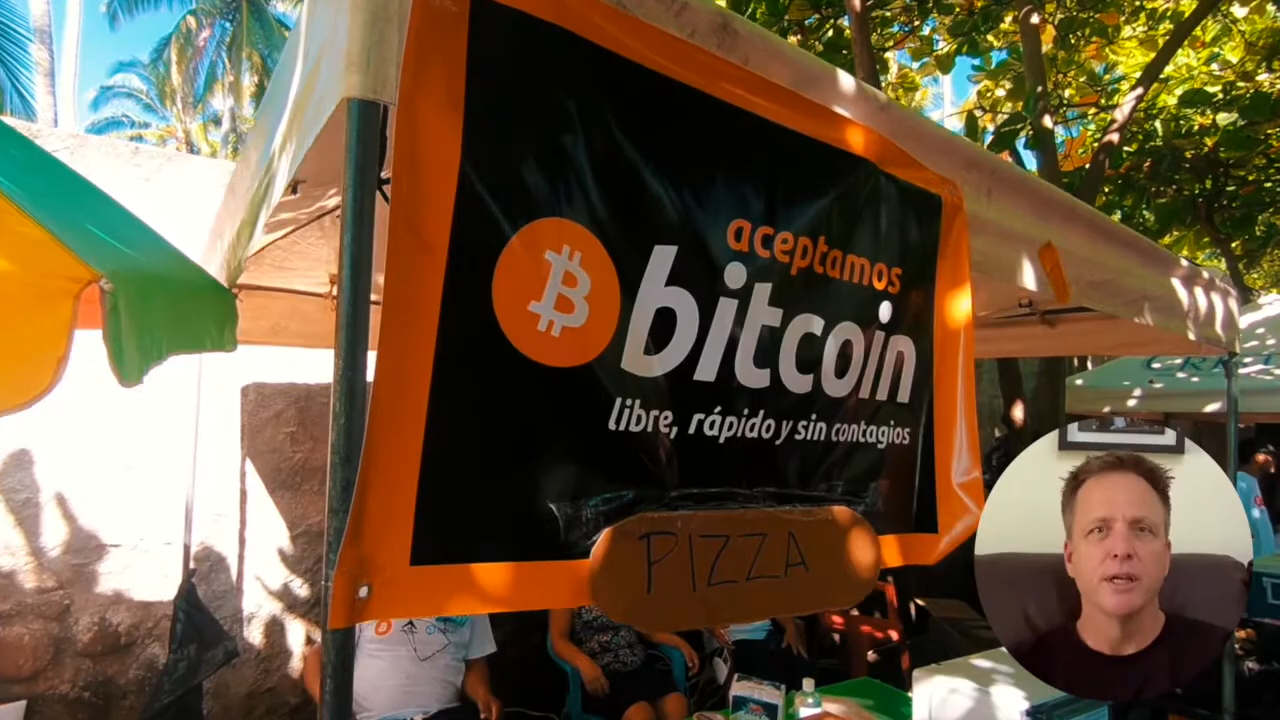 aceptamos
bitcoin
libre, rápido y sin contagios
PIZZA